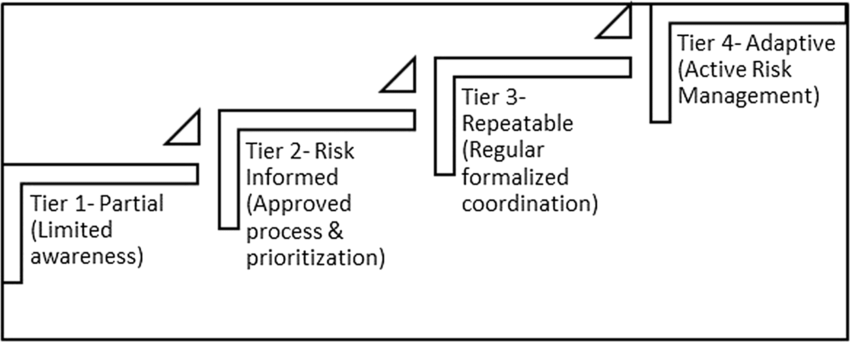 Tier 1- Partial
(Limited
awareness)
Tier 2- Risk
Informed
(Approved
process &
prioritization)
Tier 3-
Repeatable
(Regular
formalized
coordination)
Tier 4- Adaptive
(Active Risk
Management)